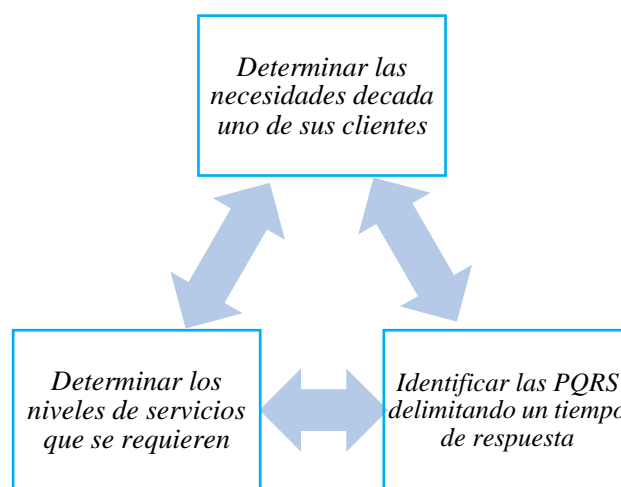 Determinar las
necesidades decada
uno de sus clientes
Determinar los
niveles de servicios
que se requieren
Identificar las PQRS
delimitando un tiempo
de respuesta